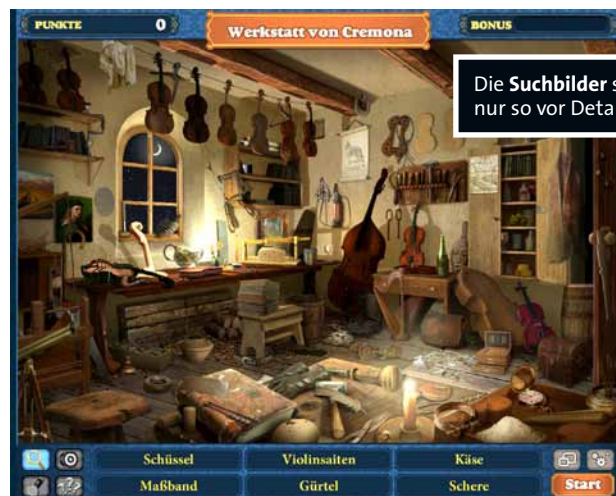 PUNKTE 0 Werkstatt von Cremona BONUS
Die Suchbilder s
nur so vor Deta
Schüssel Violinsaiten Käse
Maßband Gürtel Schere Start